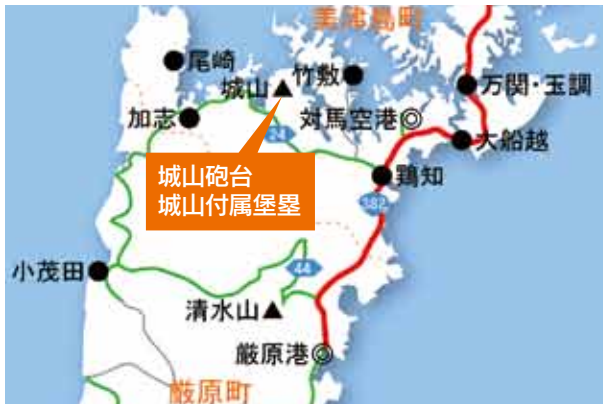 美津島町
尾崎
竹敷
城山
万関・玉調
加志
対馬空港
24
大船越
城山砲台
城山付属堡塁
鶏知
382
小茂田
44
清水山
厳原港
厳原町